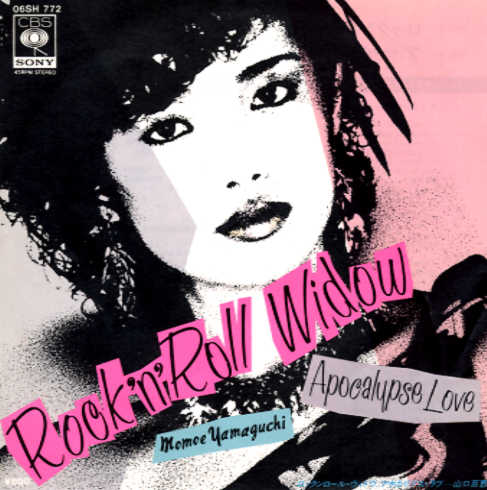 06SH 772
CBS
SONY
45RPM STEREO
Rock'n'Roll Widow
Apocalypse Love
Momoe Yamaguchi